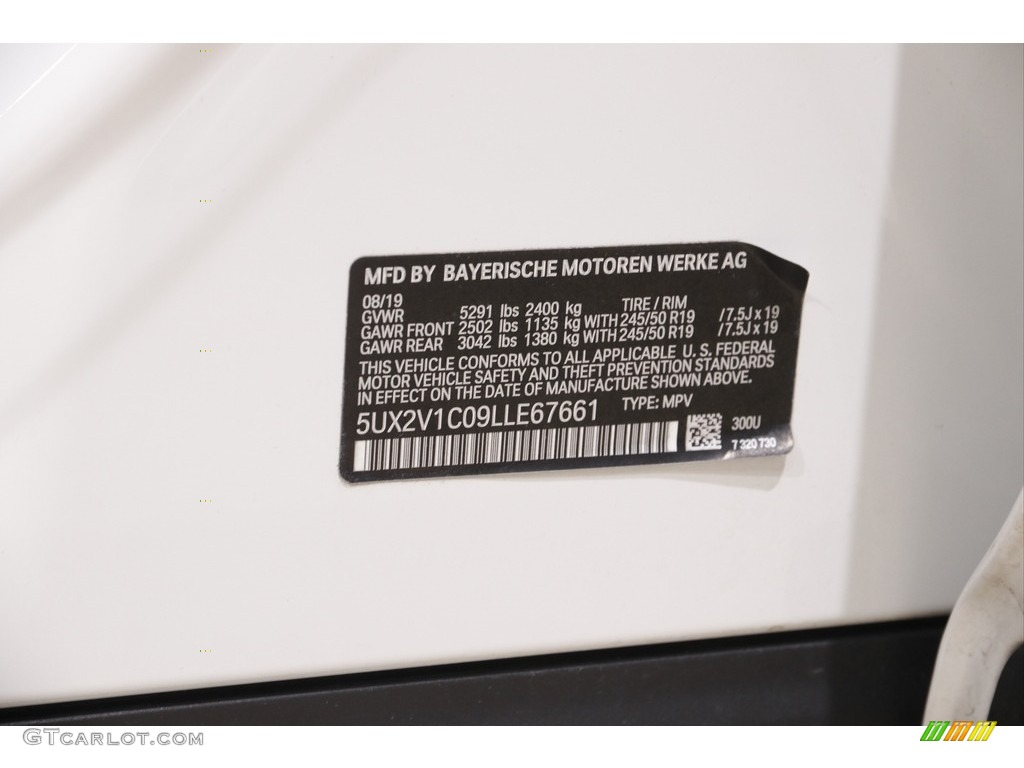 MFD BY BAYERISCHE MOTOREN WERKE AG
08/19
GVWR 5291 lbs 2400 kg TIRE / RIM
GAWR FRONT 2502 lbs 1135 kg WITH 245/50 R19 /7.5J x 19
GAWR REAR 3042 lbs 1380 kg WITH 245/50 R19 /7.5J x 19
THIS VEHICLE CONFORMS TO ALL APPLICABLE U. S. FEDERAL
MOTOR VEHICLE SAFETY AND THEFT PREVENTION STANDARDS
IN EFFECT ON THE DATE OF MANUFACTURE SHOWN ABOVE.
5UX2V1C09LLE67661 TYPE: MPV
300U
7 320 730
GTCARLOT.COM